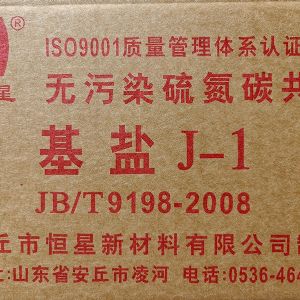 ®
ISO9001质量管理体系认证
星
无污染硫氮碳共
基盐 J-1
JB/T9198-2008
丘市恒星新材料有限公司
:山东省安丘市凌河 电话:0536-464